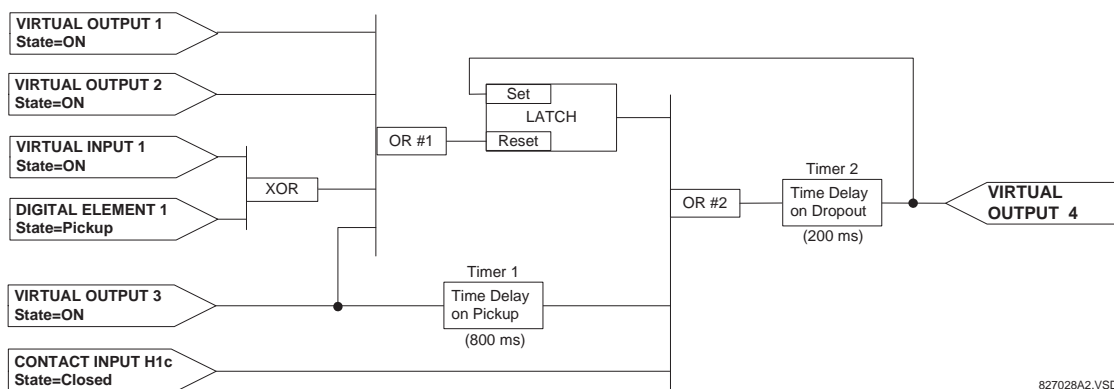 VIRTUAL OUTPUT 1
State=ON
VIRTUAL OUTPUT 2
State=ON
VIRTUAL INPUT 1
State=ON
DIGITAL ELEMENT 1
State=Pickup
XOR
OR #1
Set
LATCH
Reset
VIRTUAL OUTPUT 3
State=ON
Timer 1
Time Delay
on Pickup
(800 ms)
CONTACT INPUT H1c
State=Closed
OR #2
Timer 2
Time Delay
on Dropout
(200 ms)
VIRTUAL
OUTPUT 4
827028A2.VSD